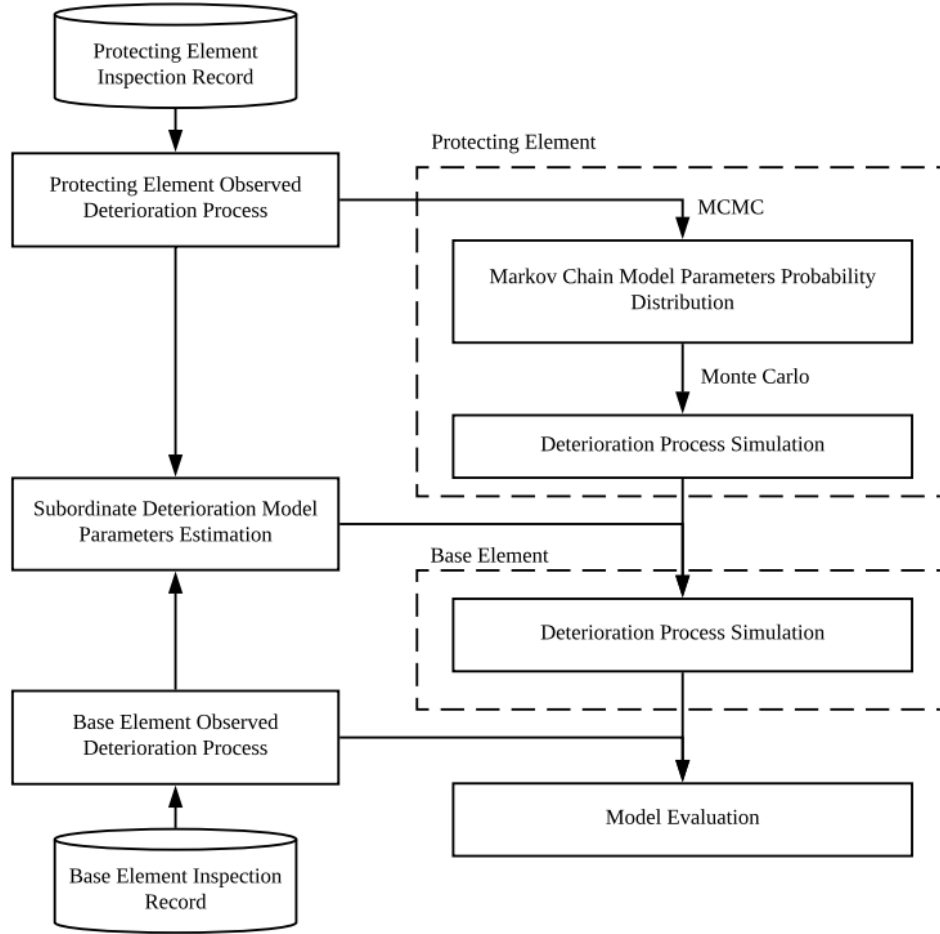 Protecting Element
Inspection Record
Protecting Element Observed
Deterioration Process
Protecting Element
MCMC
Markov Chain Model Parameters Probability
Distribution
Monte Carlo
Deterioration Process Simulation
Subordinate Deterioration Model
Parameters Estimation
Base Element
Deterioration Process Simulation
Base Element Observed
Deterioration Process
Model Evaluation
Base Element Inspection
Record